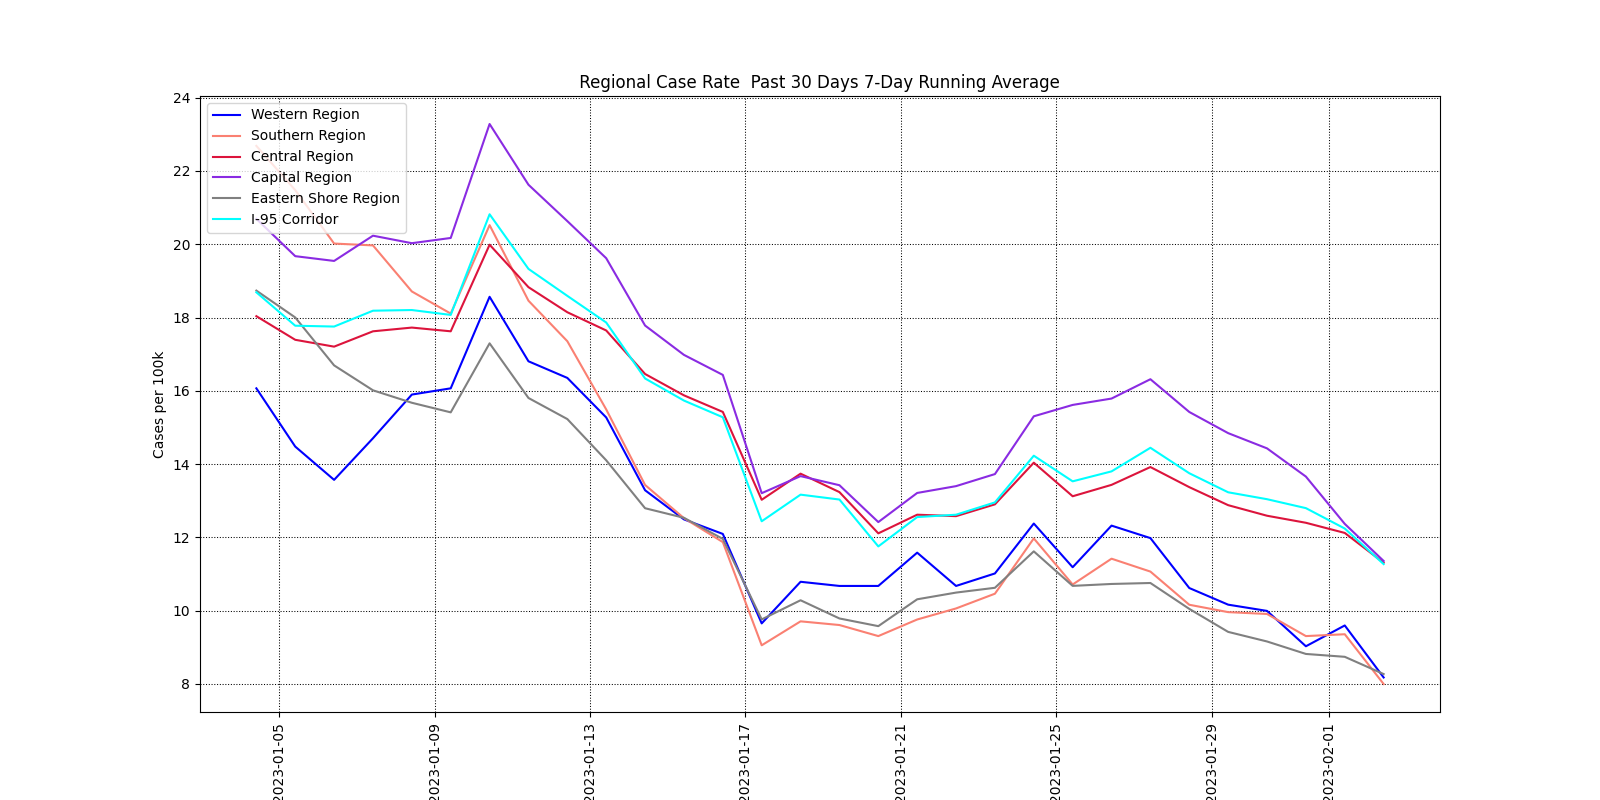 Regional Case Rate  Past 30 Days 7-Day Running Average
24
22
20
18
16
14
12
10
8
Cases per 100k
Western Region
Southern Region
Central Region
Capital Region
Eastern Shore Region
I-95 Corridor
2023-01-05
2023-01-09
2023-01-13
2023-01-17
2023-01-21
2023-01-25
2023-01-29
2023-02-01